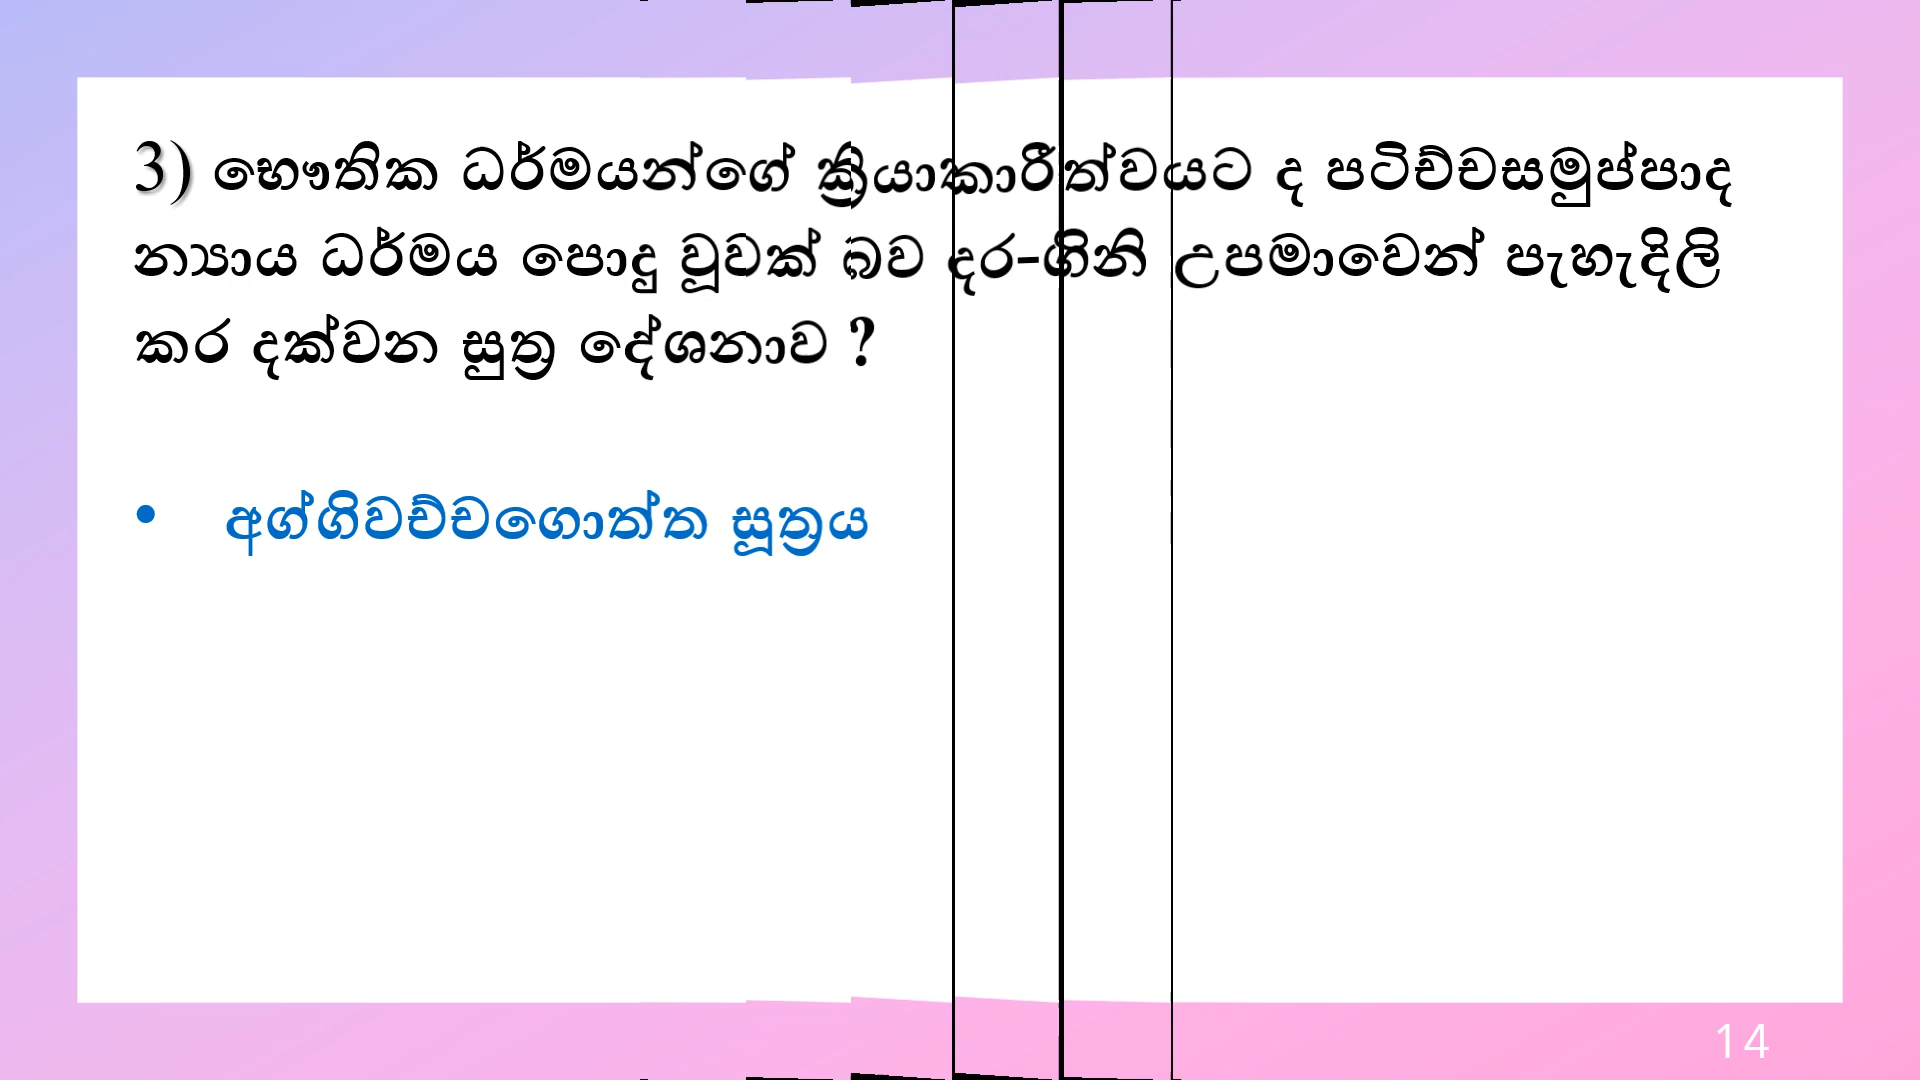 3) භෞතික ධර්මයන්ගේ ක්‍රියාකාරීත්වයට ද පටිච්චසමුප්පාද
න්‍යාය ධර්මය පොදු වූවක් බව දර-ගිනි උපමාවෙන් පැහැදිලි
කර දක්වන සුත්‍ර දේශනාව ?
• අග්ගිවච්චගොත්ත සූත්‍රය
14